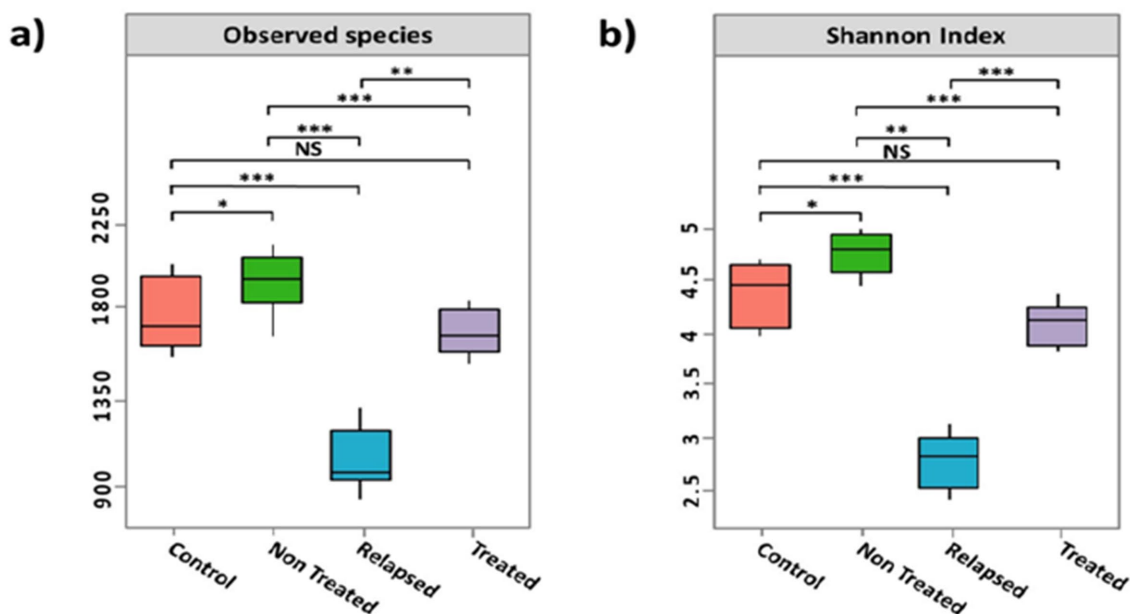 a)
Observed species
**
***
***
NS
***
*
2250
1800
1350
900
Control
Non Treated
Relapsed
Treated
b)
Shannon Index
***
***
**
NS
***
*
5
4.5
4
3.5
3
2.5
Control
Non Treated
Relapsed
Treated